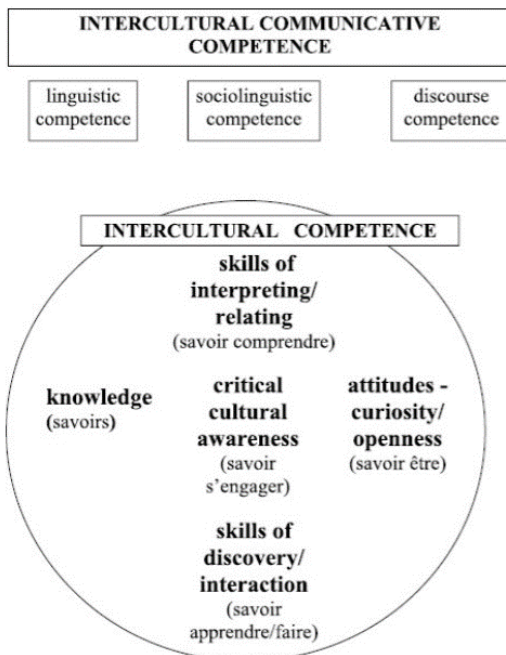 INTERCULTURAL COMMUNICATIVE
COMPETENCE
linguistic
competence
sociolinguistic
competence
discourse
competence
INTERCULTURAL COMPETENCE
skills of
interpreting/
relating
(savoir comprendre)
knowledge
(savoirs)
critical
cultural
awareness
(savoir
s'engager)
attitudes -
curiosity/
openness
(savoir être)
skills of
discovery/
interaction
(savoir
apprendre/faire)